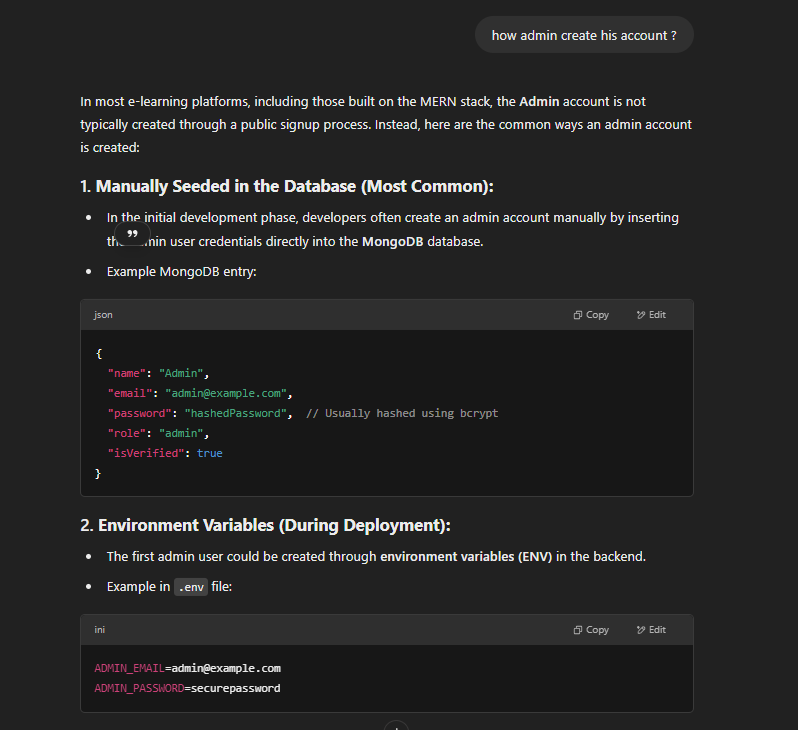 how admin create his account ?
In most e-learning platforms, including those built on the MERN stack, the Admin account is not
typically created through a public signup process. Instead, here are the common ways an admin account
is created:
1. Manually Seeded in the Database (Most Common):
• In the initial development phase, developers often create an admin account manually by inserting
user credentials directly into the MongoDB database.
• Example MongoDB entry:
json Copy Edit
{
"name": "Admin",
"email": "admin@example.com",
"password": "hashedPassword", // Usually hashed using bcrypt
"role": "admin",
"isVerified": true
}
2. Environment Variables (During Deployment):
• The first admin user could be created through environment variables (ENV) in the backend.
• Example in .env file:
ini Copy Edit
ADMIN_EMAIL=admin@example.com
ADMIN_PASSWORD=securepassword